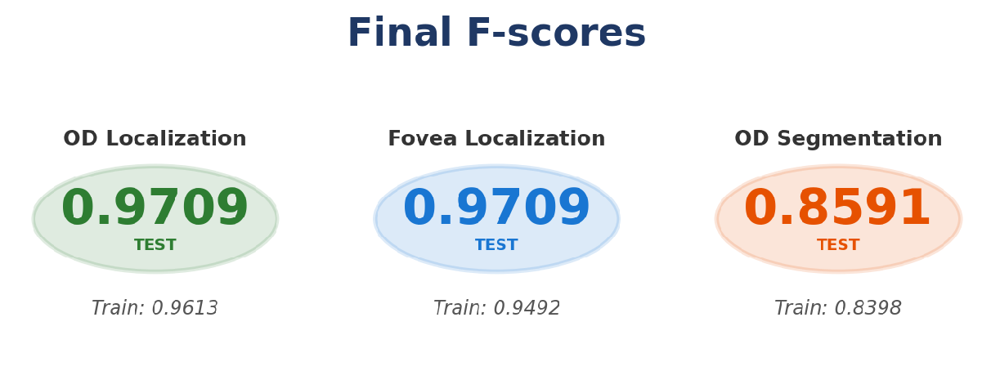 Final F-scores
OD Localization
0.9709
TEST
Train: 0.9613
Fovea Localization
0.9709
TEST
Train: 0.9492
OD Segmentation
0.8591
TEST
Train: 0.8398